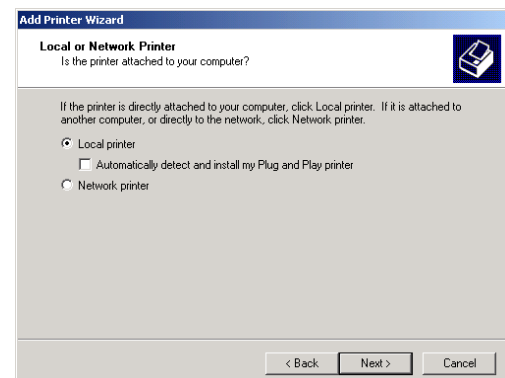 Add Printer Wizard
Local or Network Printer
Is the printer attached to your computer?
If the printer is directly attached to your computer, click Local printer. If it is attached to
another computer, or directly to the network, click Network printer.
Local printer
Automatically detect and install my Plug and Play printer
Network printer
< Back Next > Cancel